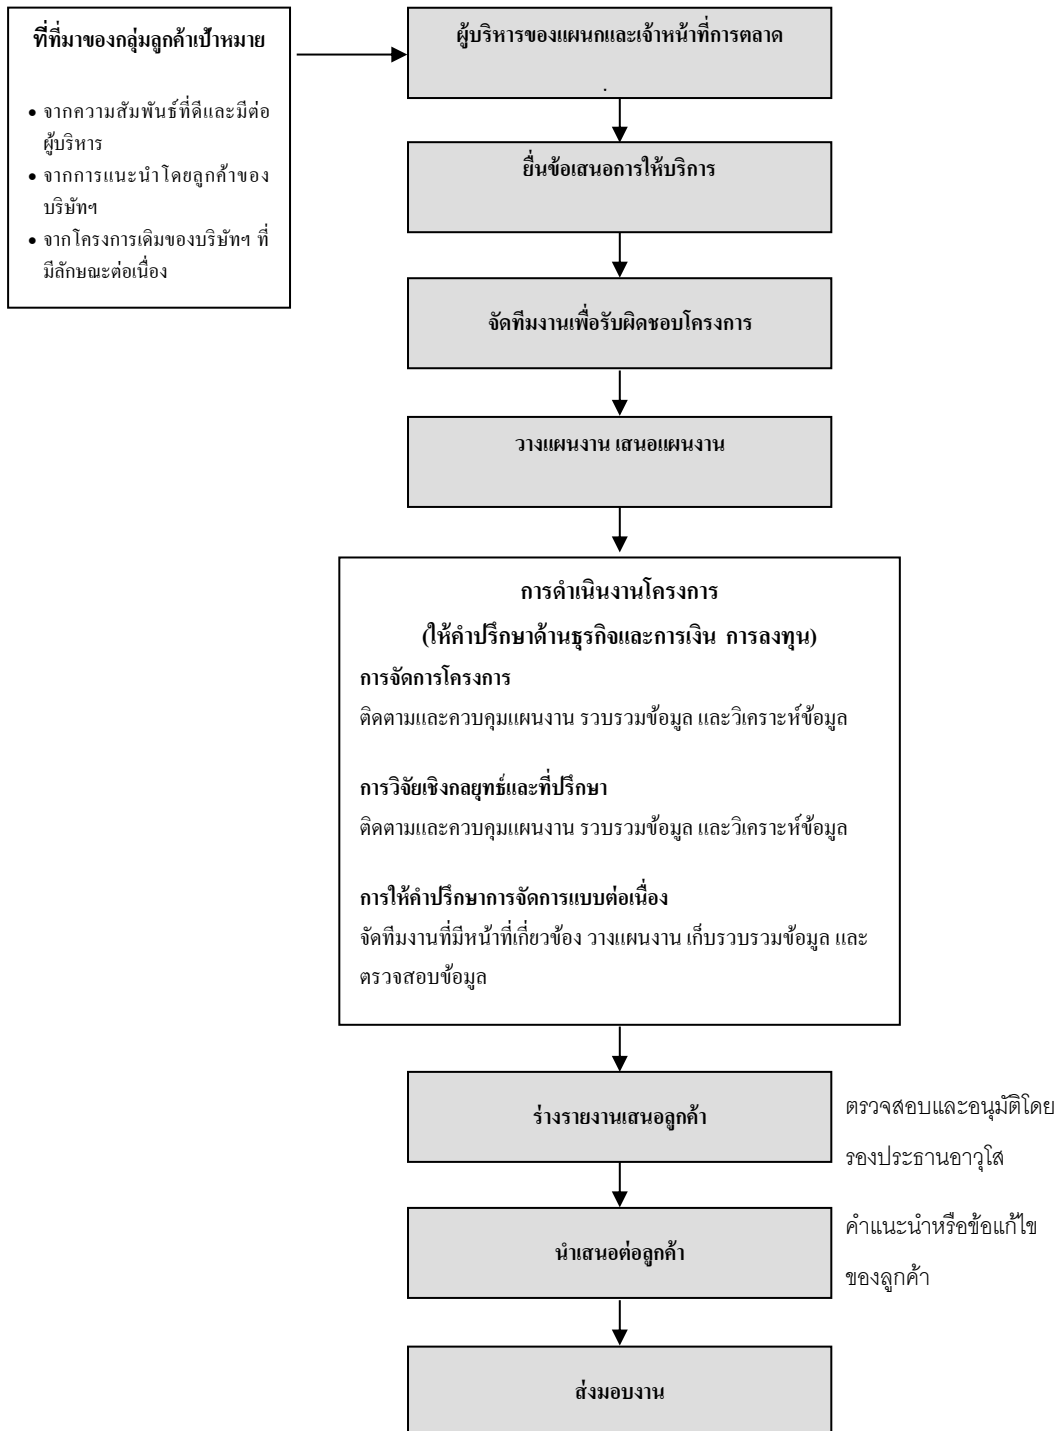 ที่ที่มาของกลุ่มลูกค้าเป้าหมาย
• จากความสัมพันธ์ที่ดีและมีต่อ
ผู้บริหาร
• จากการแนะนำโดยลูกค้าของ
บริษัทฯ
• จากโครงการเดิมของบริษัทฯ ที่
มีลักษณะต่อเนื่อง
ผู้บริหารของแผนกและเจ้าหน้าที่การตลาด
.
ยื่นข้อเสนอการให้บริการ
จัดทีมงานเพื่อรับผิดชอบโครงการ
วางแผนงาน เสนอแผนงาน
การดำเนินงานโครงการ
(ให้คำปรึกษาด้านธุรกิจและการเงิน การลงทุน)
การจัดการโครงการ
ติดตามและควบคุมแผนงาน รวบรวมข้อมูล และวิเคราะห์ข้อมูล
การวิจัยเชิงกลยุทธ์และที่ปรึกษา
ติดตามและควบคุมแผนงาน รวบรวมข้อมูล และวิเคราะห์ข้อมูล
การให้คำปรึกษาการจัดการแบบต่อเนื่อง
จัดทีมงานที่มีหน้าที่เกี่ยวข้อง วางแผนงาน เก็บรวบรวมข้อมูล และ
ตรวจสอบข้อมูล
ร่างรายงานเสนอลูกค้า
ตรวจสอบและอนุมัติโดย
รองประธานอาวุโส
นำเสนอต่อลูกค้า
คำแนะนำหรือข้อแก้ไข
ของลูกค้า
ส่งมอบงาน